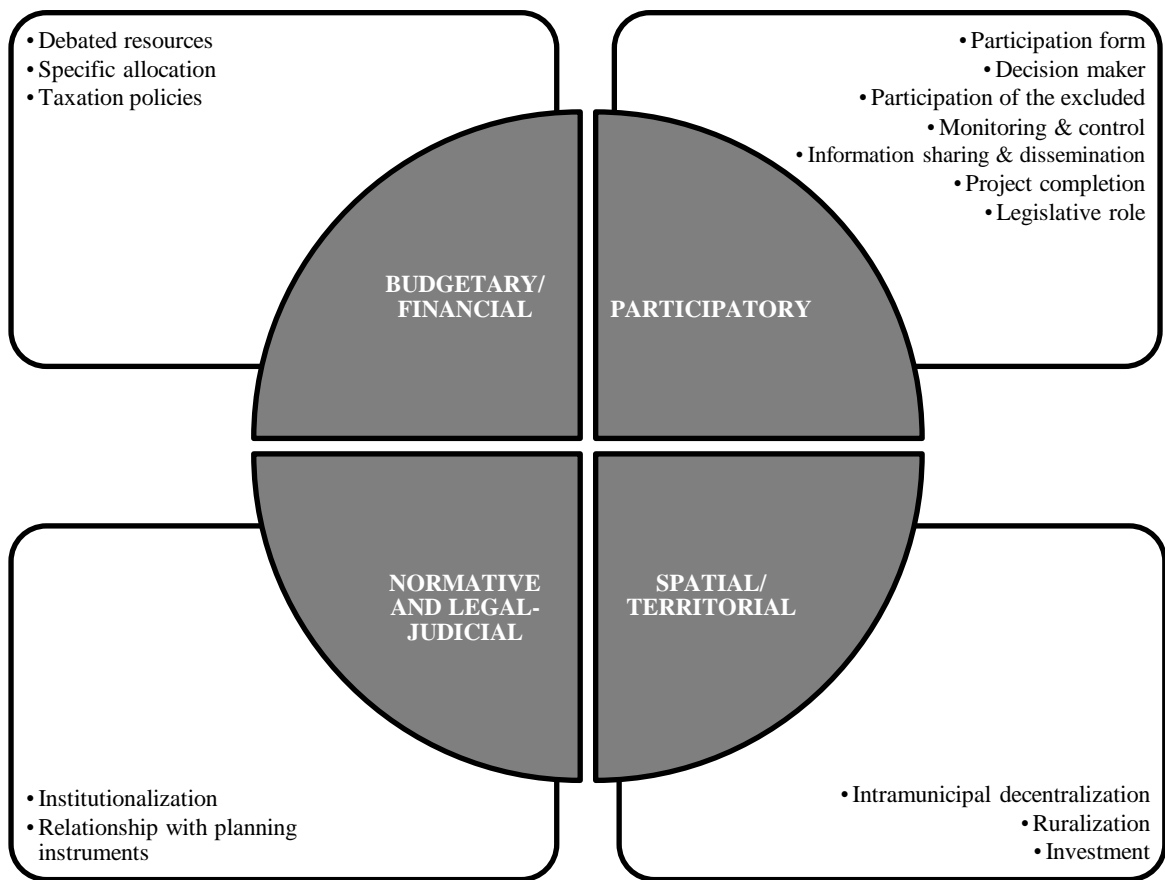 • Debated resources
• Specific allocation
• Taxation policies
• Participation form
• Decision maker
• Participation of the excluded
• Monitoring & control
• Information sharing & dissemination
• Project completion
• Legislative role
BUDGETARY/
FINANCIAL
PARTICIPATORY
NORMATIVE
AND LEGAL-
JUDICIAL
SPATIAL/
TERRITORIAL
• Institutionalization
• Relationship with planning
instruments
• Intramunicipal decentralization
• Ruralization
• Investment